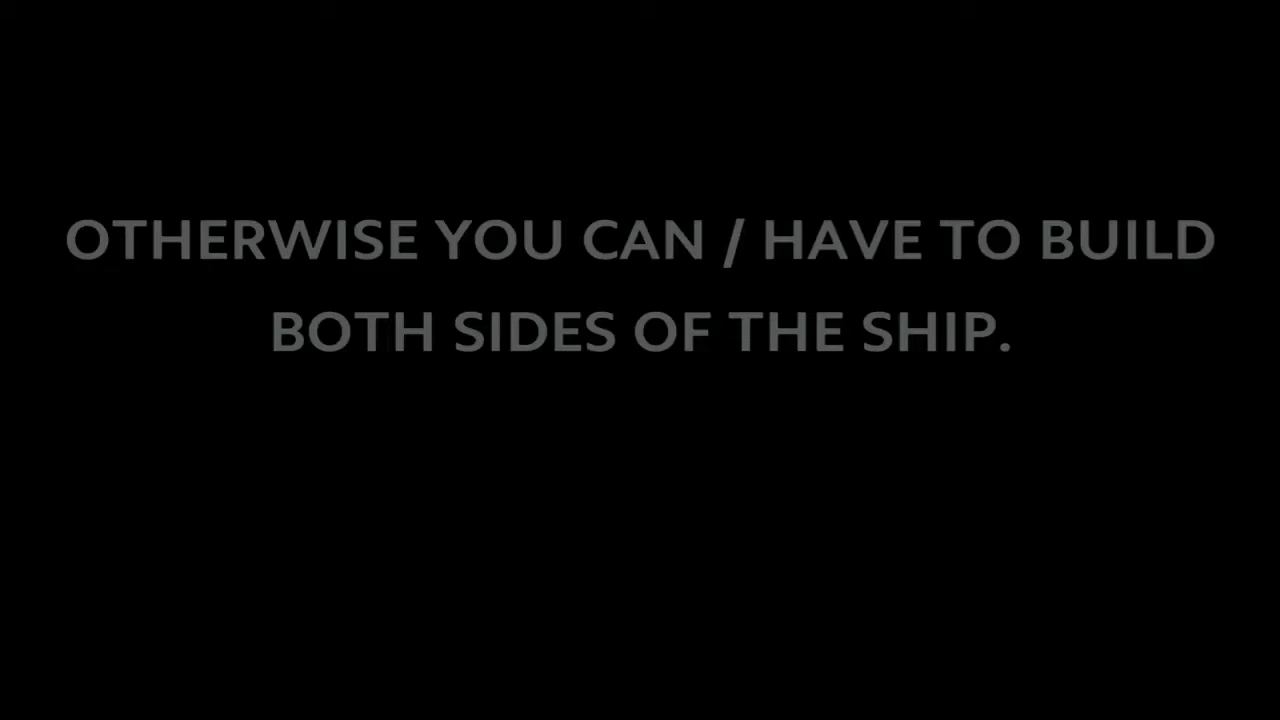 OTHERWISE YOU CAN / HAVE TO BUILD
BOTH SIDES OF THE SHIP.